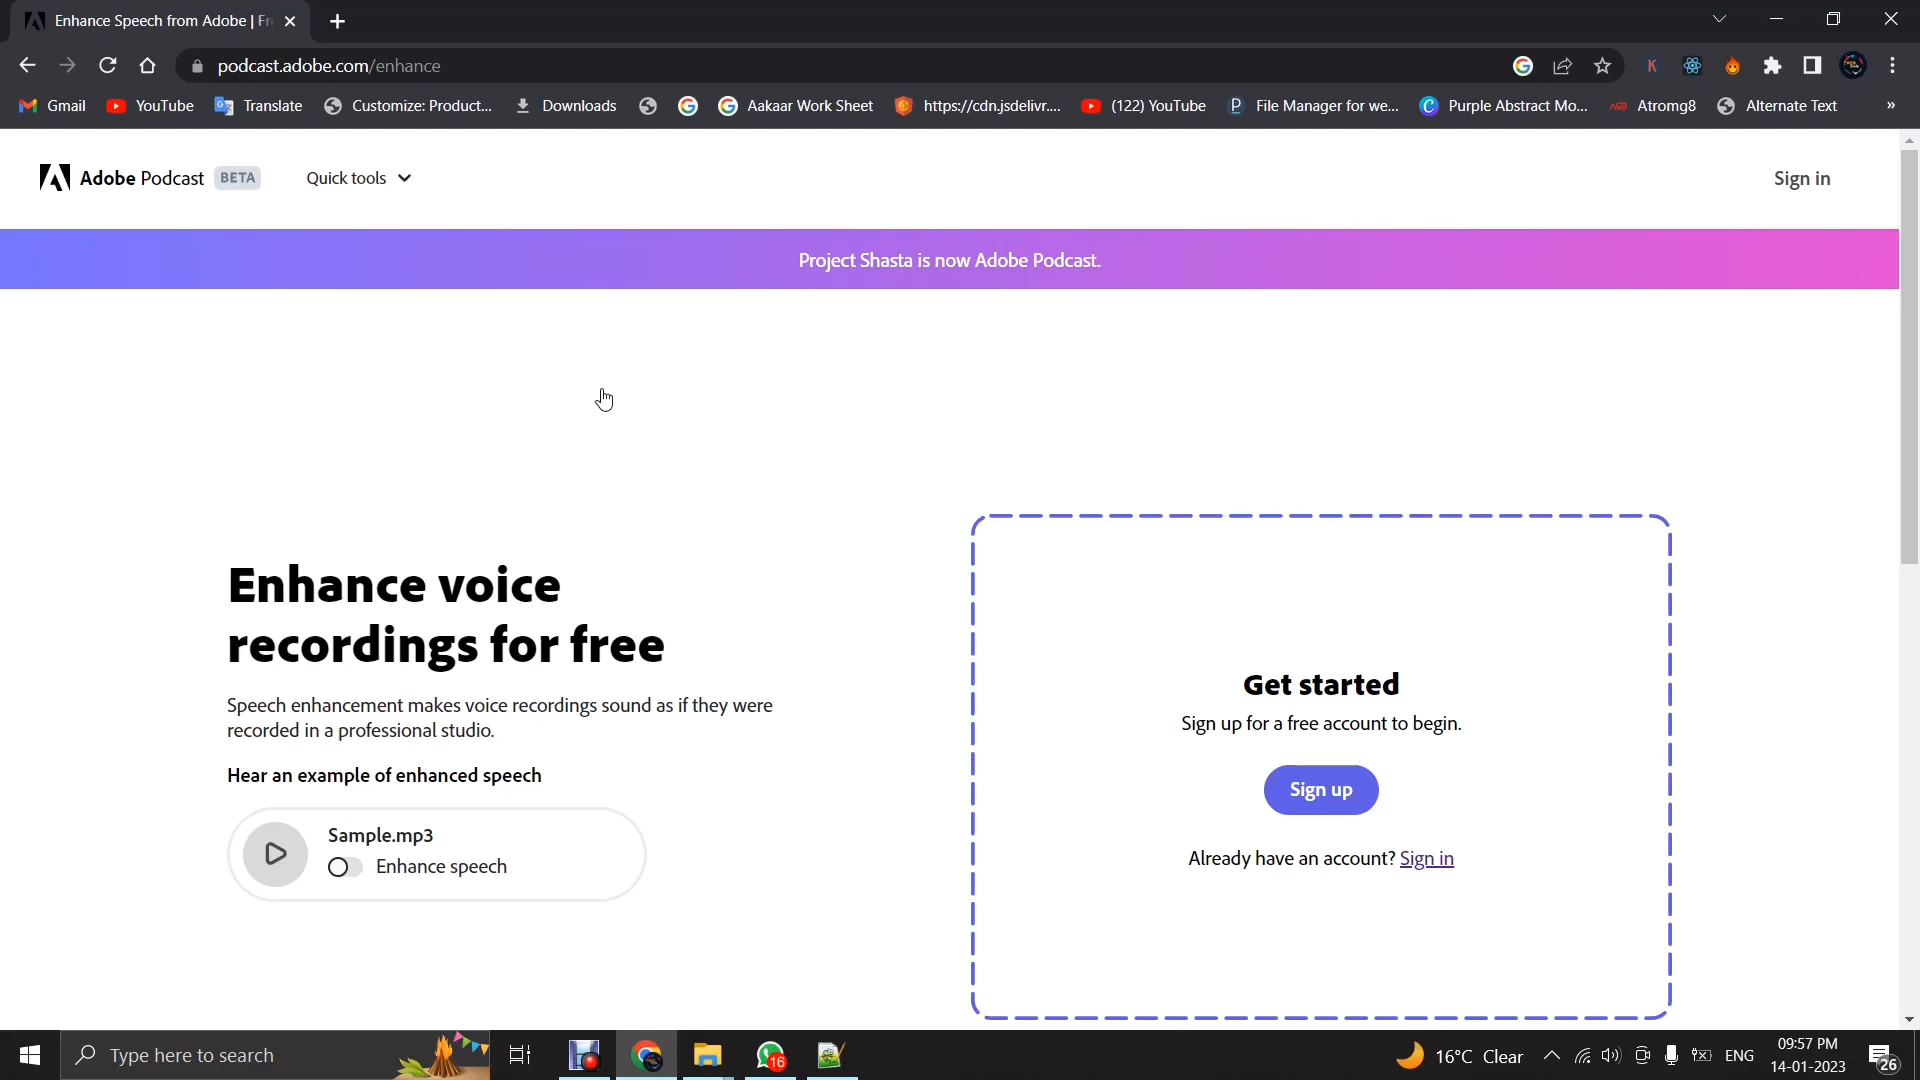 Enhance Speech from Adobe | Fr
podcast.adobe.com/enhance
Gmail
YouTube
Translate
Customize: Product...
Downloads
Aakaar Work Sheet
https://cdn.jsdelivr....
(122) YouTube
File Manager for we...
Purple Abstract Mo...
Atromg8
Alternate Text
»
Adobe Podcast BETA
Quick tools
Sign in
Project Shasta is now Adobe Podcast.
Enhance voice
recordings for free
Speech enhancement makes voice recordings sound as if they were
recorded in a professional studio.
Hear an example of enhanced speech
Sample.mp3
Enhance speech
Get started
Sign up for a free account to begin.
Sign up
Already have an account? Sign in
Type here to search
16
16°C Clear
ENG
09:57 PM
14-01-2023
26